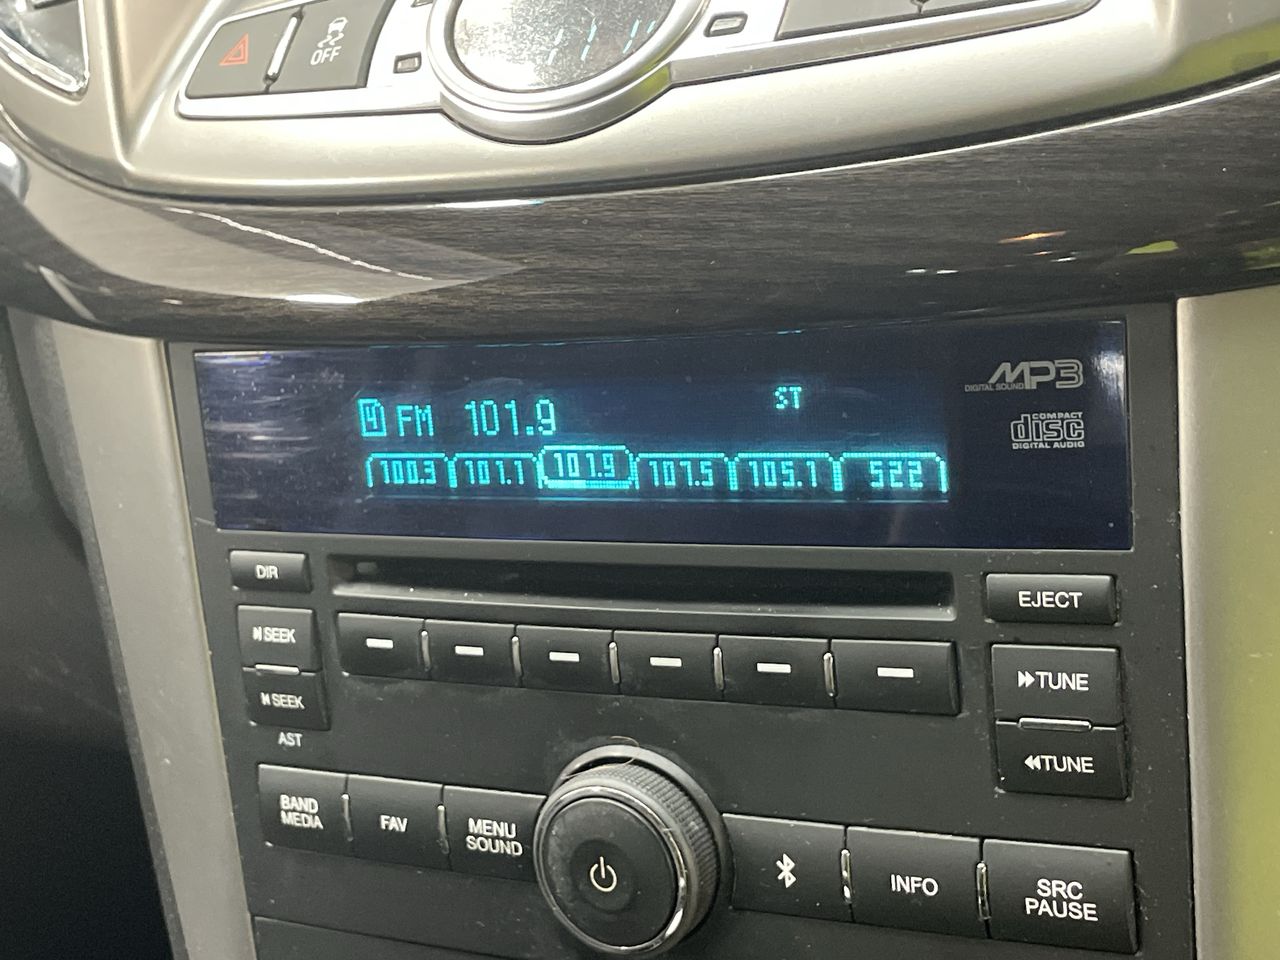 OFF
MP3
DIGITAL SOUND
4 FM 101.9 ST
100.3 101.1 101.9 107.5 105.1 522
COMPACT
disc
DIGITAL AUDIO
DIR
EJECT
SEEK
SEEK
TUNE
TUNE
AST
BAND
MEDIA
FAV
MENU
SOUND
INFO
SRC
PAUSE